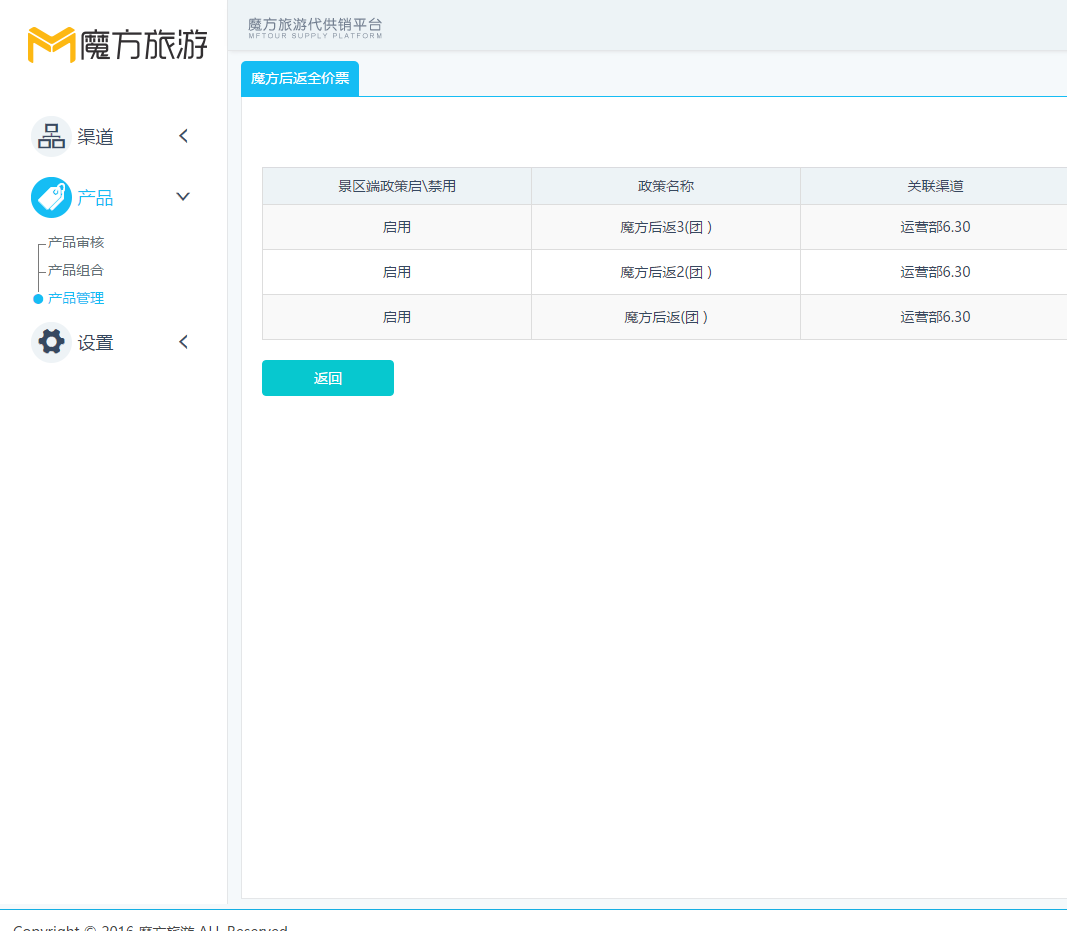 魔方旅游
魔方旅游代供销平台
MFTOUR SUPPLY PLATFORM
渠道
产品
产品审核
产品组合
产品管理
设置
魔方后返全价票
景区端政策启\禁用 政策名称 关联渠道
启用 魔方后返3(团 ) 运营部6.30
启用 魔方后返2(团 ) 运营部6.30
启用 魔方后返(团 ) 运营部6.30
返回
Copyright © 2016 魔方旅游 ALL Reserved